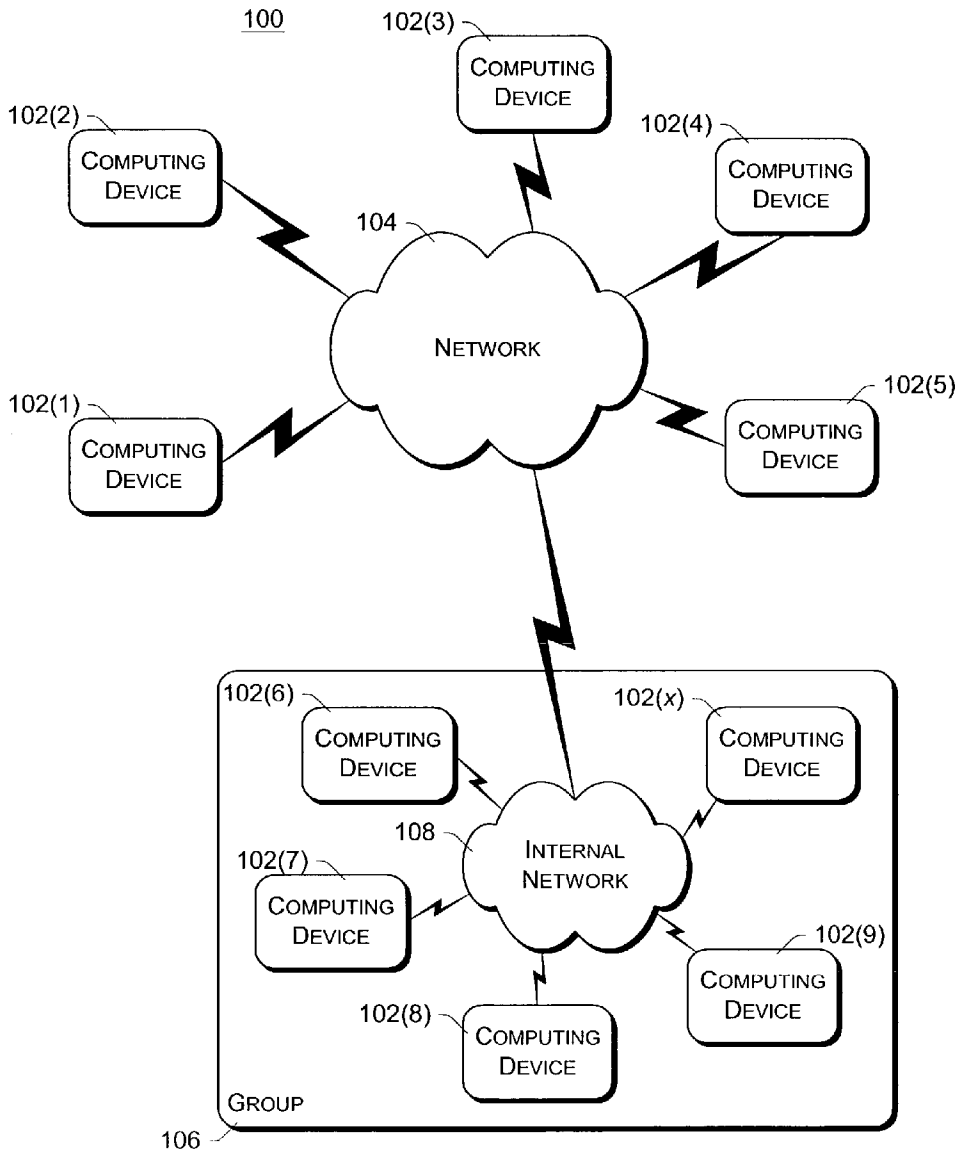 100
102(3)
COMPUTING
DEVICE
102(2)
COMPUTING
DEVICE
102(4)
COMPUTING
DEVICE
104
NETWORK
102(1)
COMPUTING
DEVICE
102(5)
COMPUTING
DEVICE
102(6)
COMPUTING
DEVICE
102(x)
COMPUTING
DEVICE
108
INTERNAL
NETWORK
102(7)
COMPUTING
DEVICE
102(9)
COMPUTING
DEVICE
102(8)
COMPUTING
DEVICE
GROUP
106